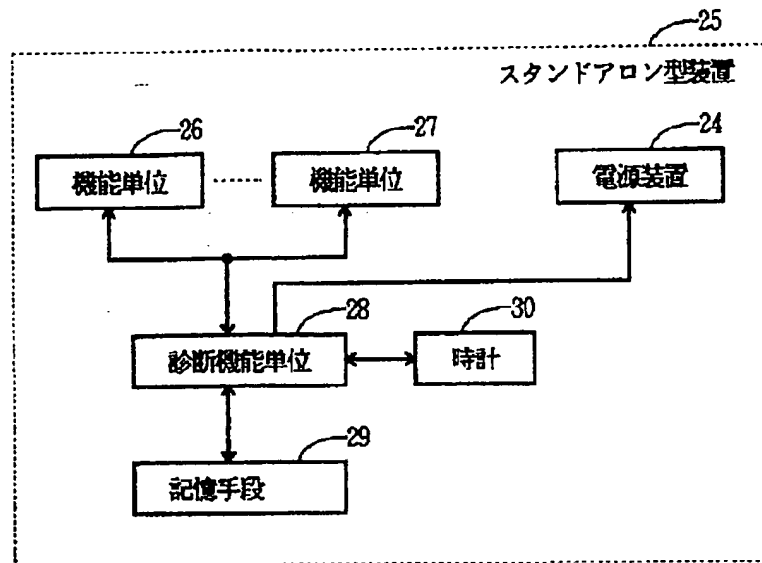 25
スタンドアロン型装置
26
27
24
機能単位
機能単位
電源装置
28
30
診断機能単位
時計
29
記憶手段